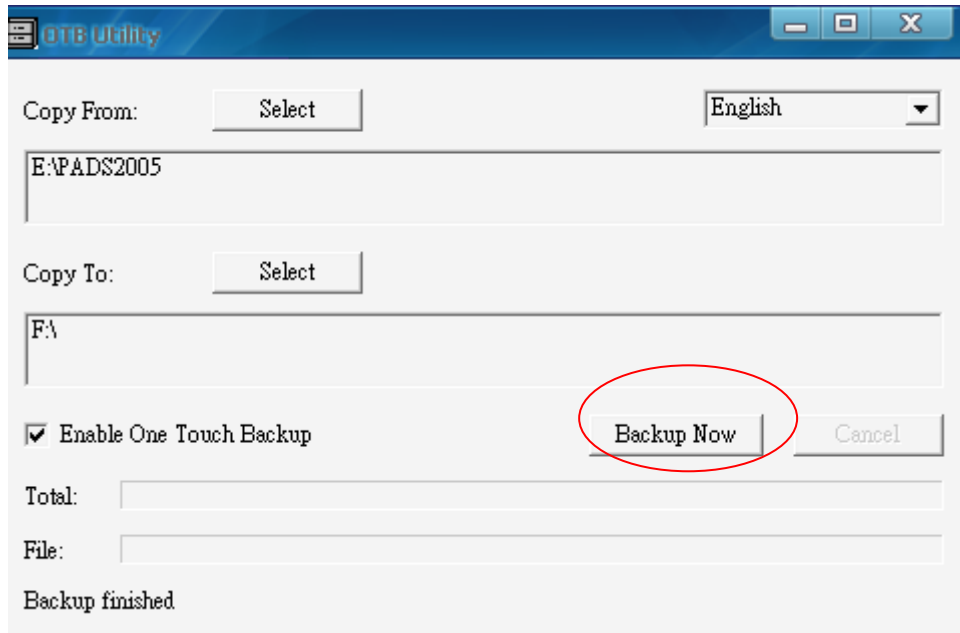 OTB Utility
Copy From: Select English
E:\PADS2005
Copy To: Select
F:\
Enable One Touch Backup Backup Now Cancel
Total:
File:
Backup finished